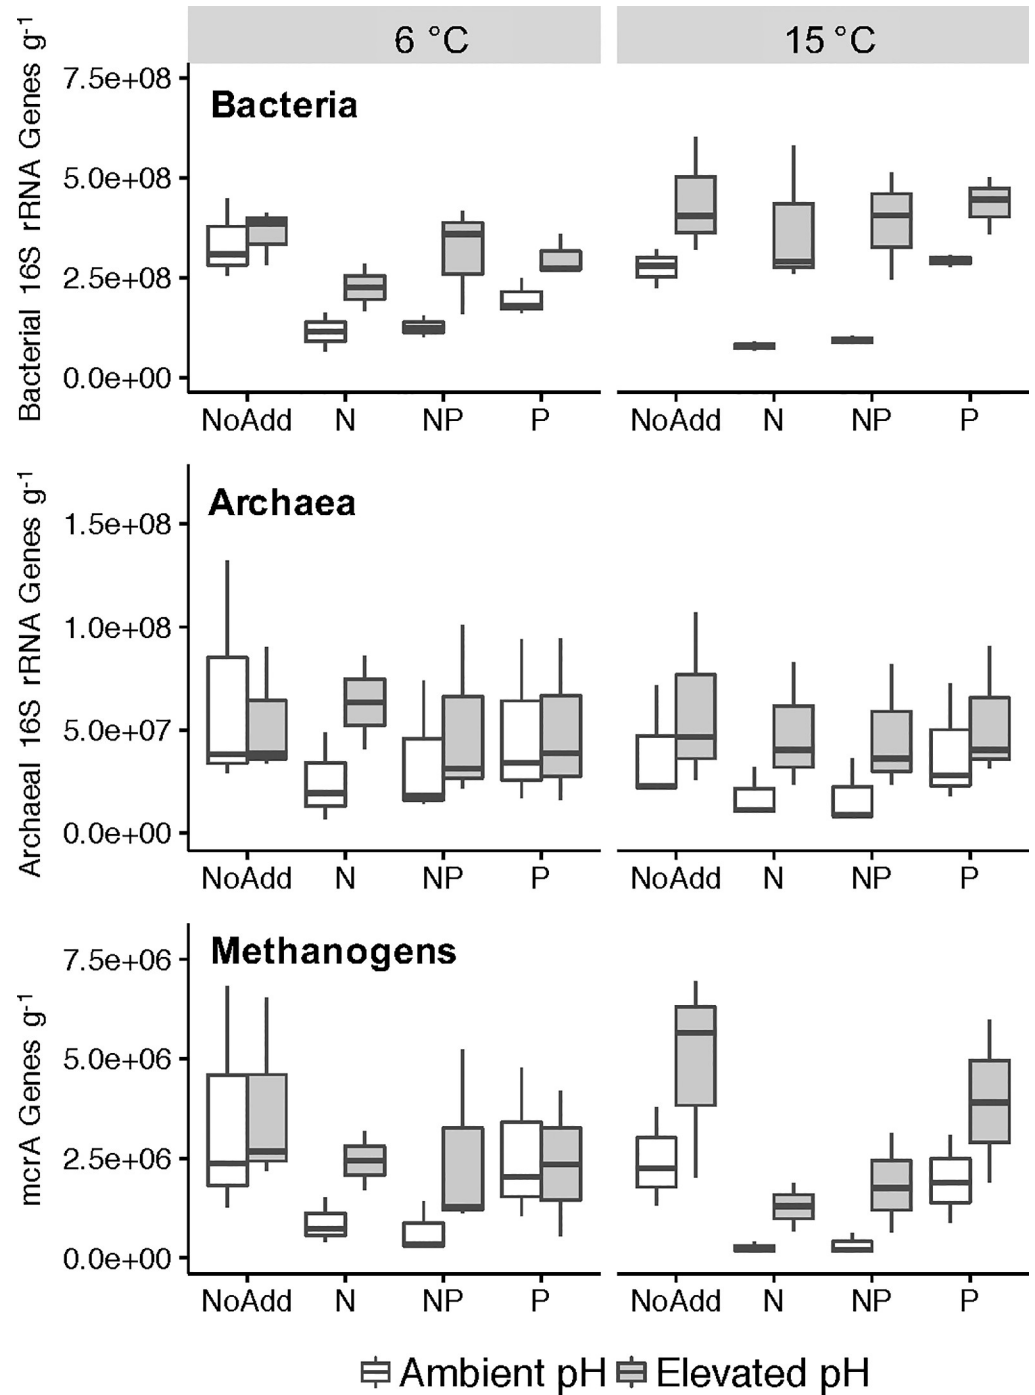 6 °C 15 °C
Bacterial 16S rRNA Genes g-1
7.5e+08
5.0e+08
2.5e+08
0.0e+00
Bacteria
NoAdd N NP P NoAdd N NP P
Archaeal 16S rRNA Genes g-1
1.5e+08
1.0e+08
5.0e+07
0.0e+00
Archaea
NoAdd N NP P NoAdd N NP P
mcrA Genes g-1
7.5e+06
5.0e+06
2.5e+06
0.0e+00
Methanogens
NoAdd N NP P NoAdd N NP P
Ambient pH Elevated pH